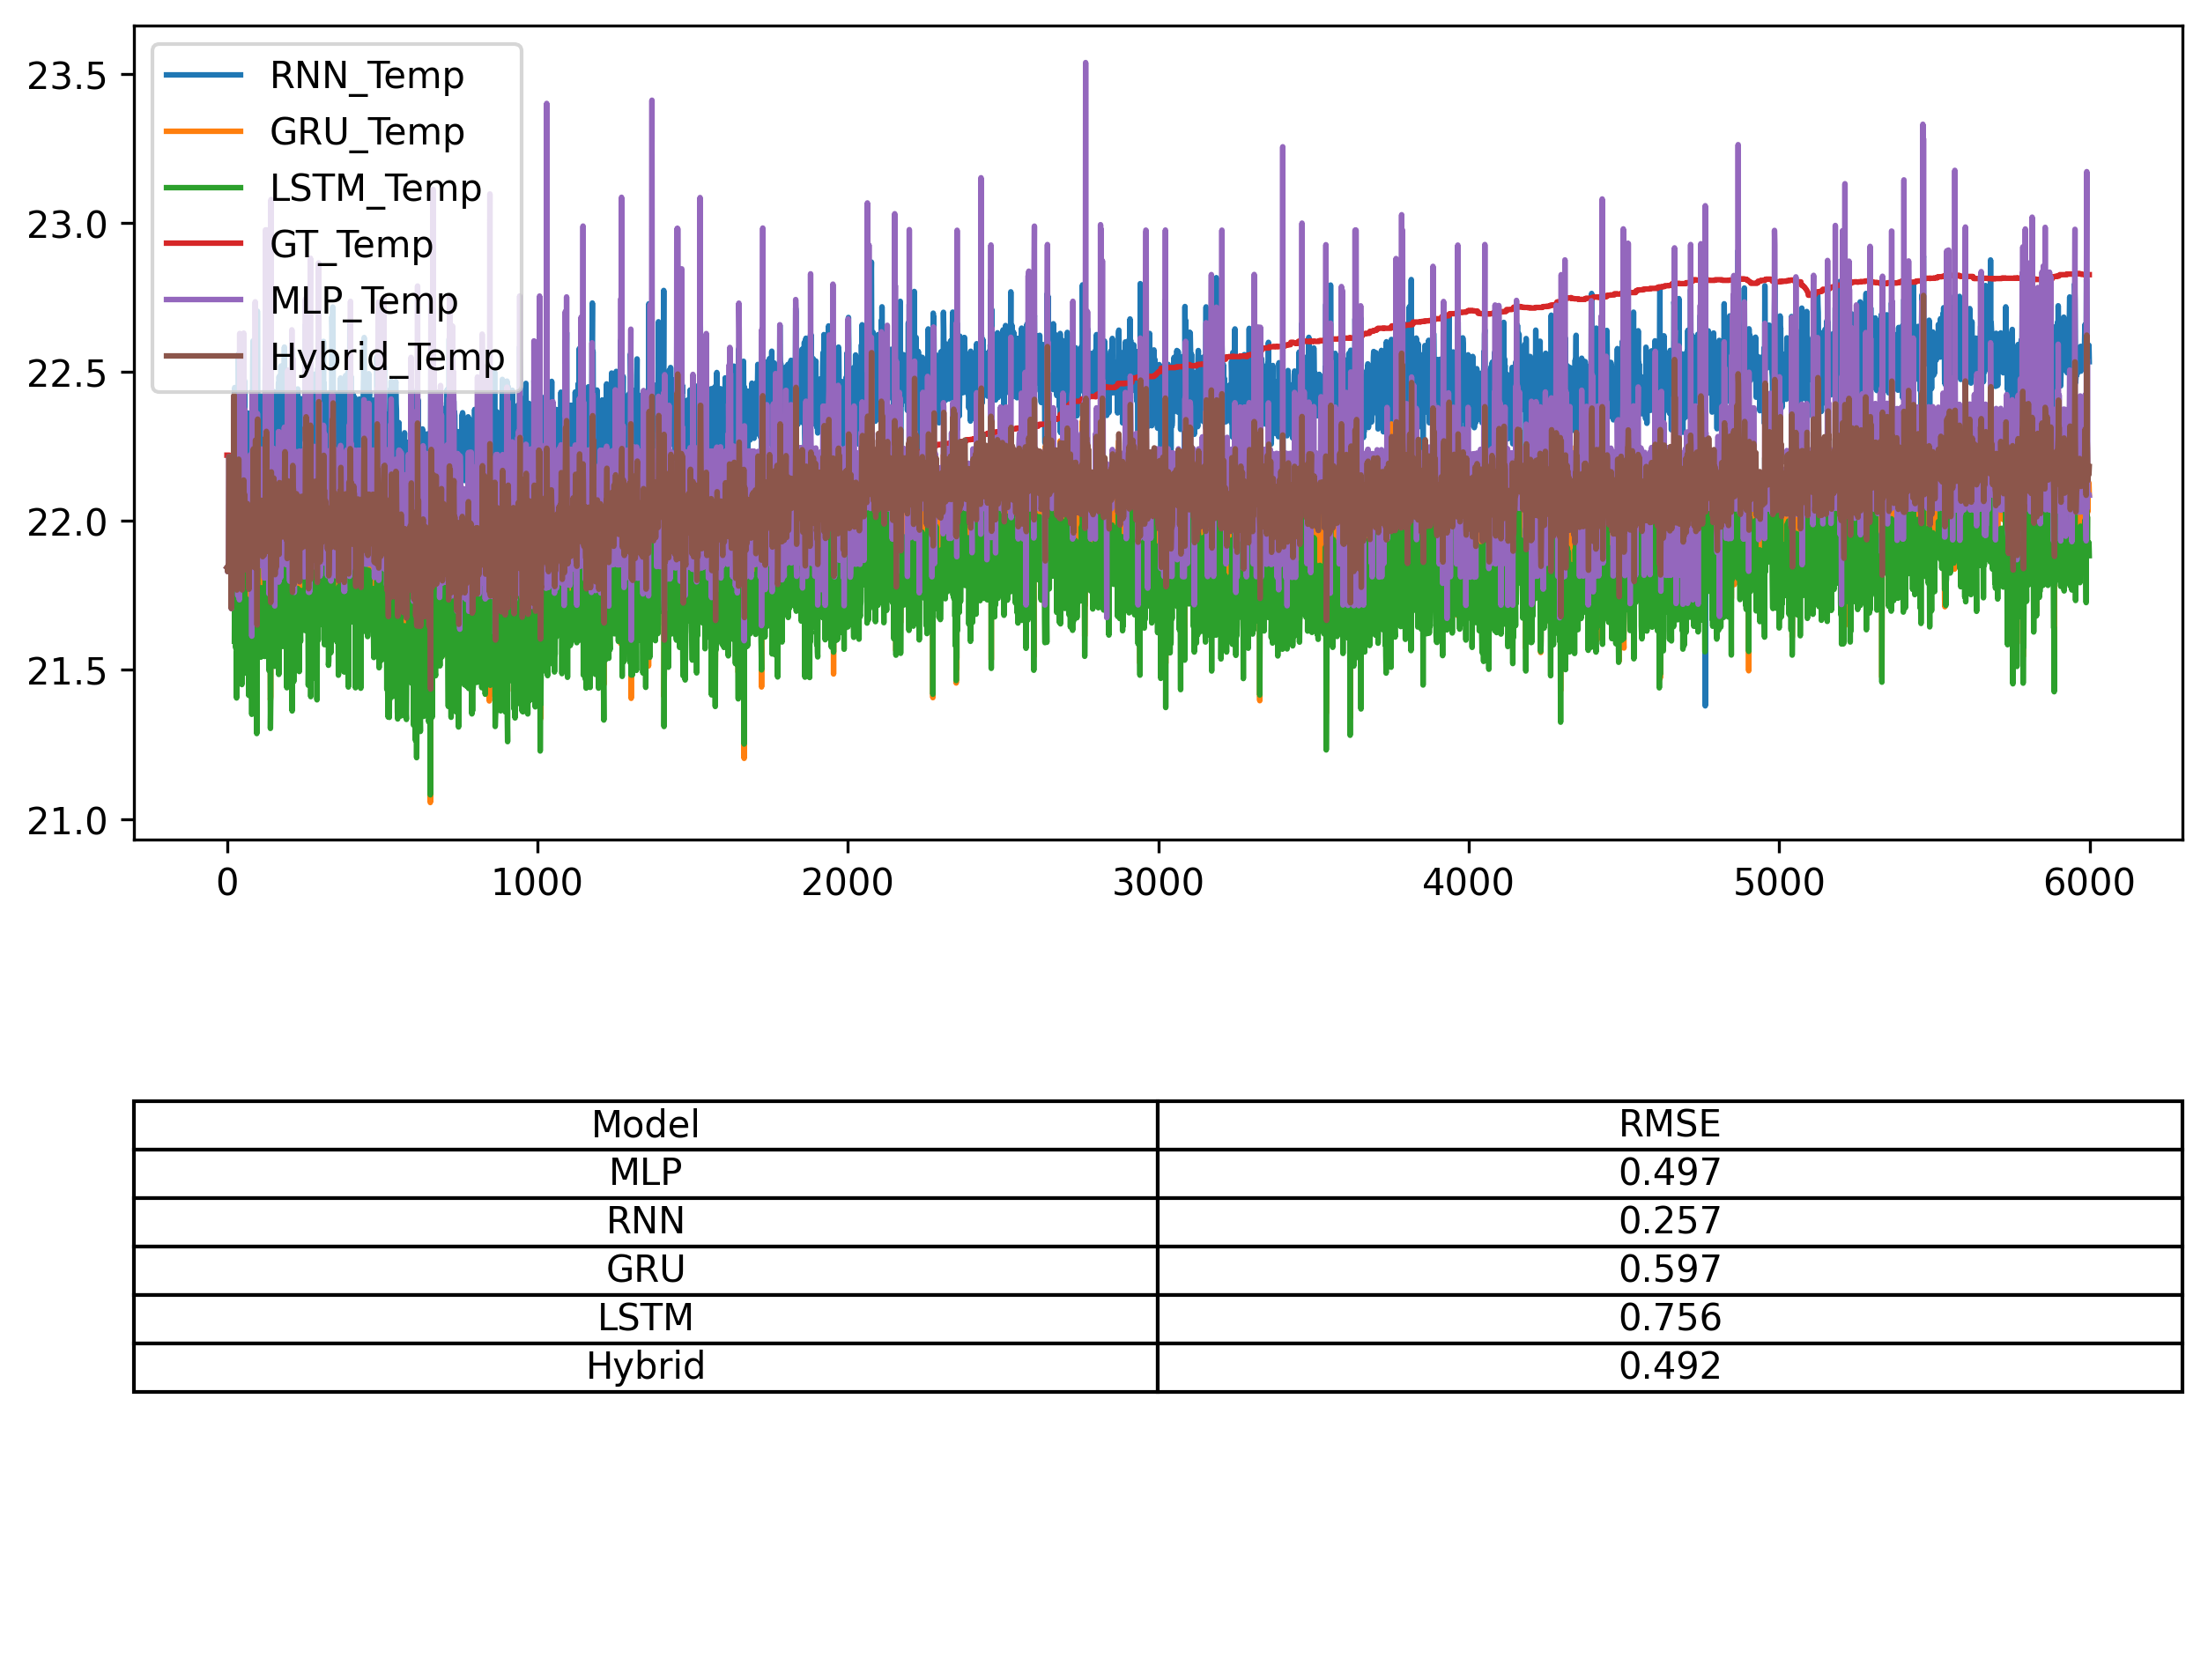 23.5
23.0
22.5
22.0
21.5
21.0
RNN_Temp
GRU_Temp
LSTM_Temp
GT_Temp
MLP_Temp
Hybrid_Temp
0 1000 2000 3000 4000 5000 6000
Model RMSE
MLP 0.497
RNN 0.257
GRU 0.597
LSTM 0.756
Hybrid 0.492